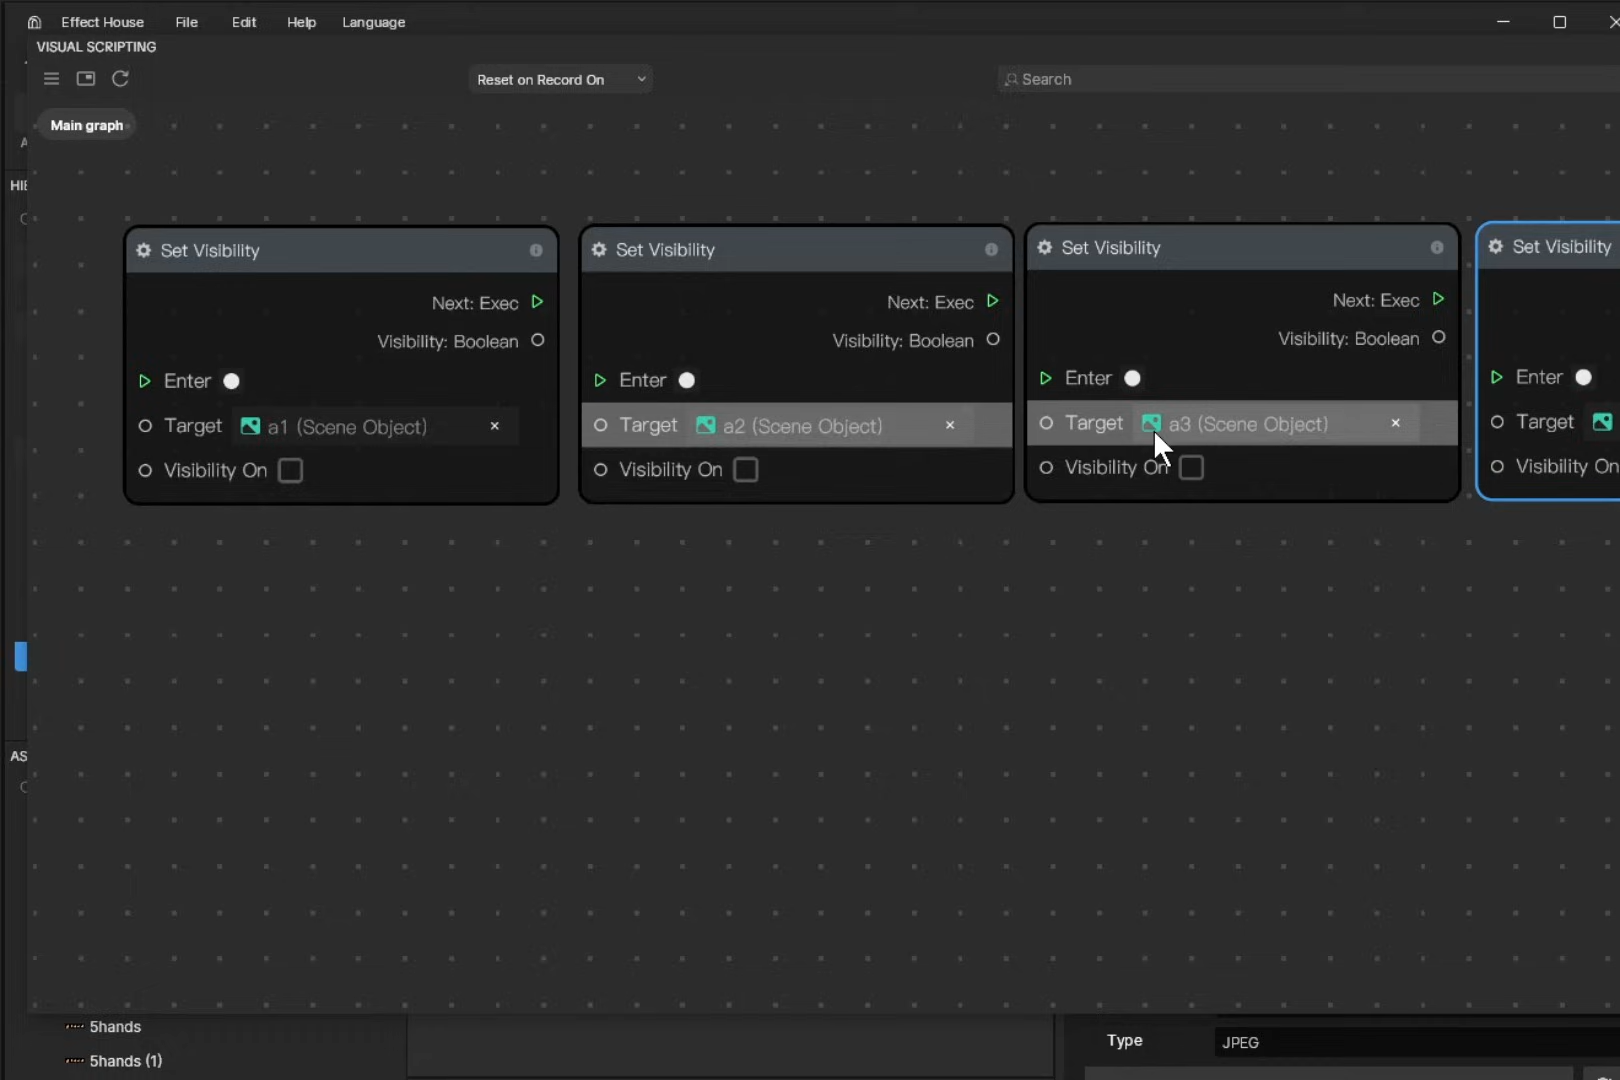 Effect House File Edit Help Language
VISUAL SCRIPTING
Reset on Record On
Search
Main graph
HIE
Set Visibility
Next: Exec
Visibility: Boolean
Enter
Target a1 (Scene Object) ×
Visibility On
Set Visibility
Next: Exec
Visibility: Boolean
Enter
Target a2 (Scene Object) ×
Visibility On
Set Visibility
Next: Exec
Visibility: Boolean
Enter
Target a3 (Scene Object) ×
Visibility On
Set Visibility
Enter
Target
Visibility On
AS
5hands
5hands (1)
Type JPEG